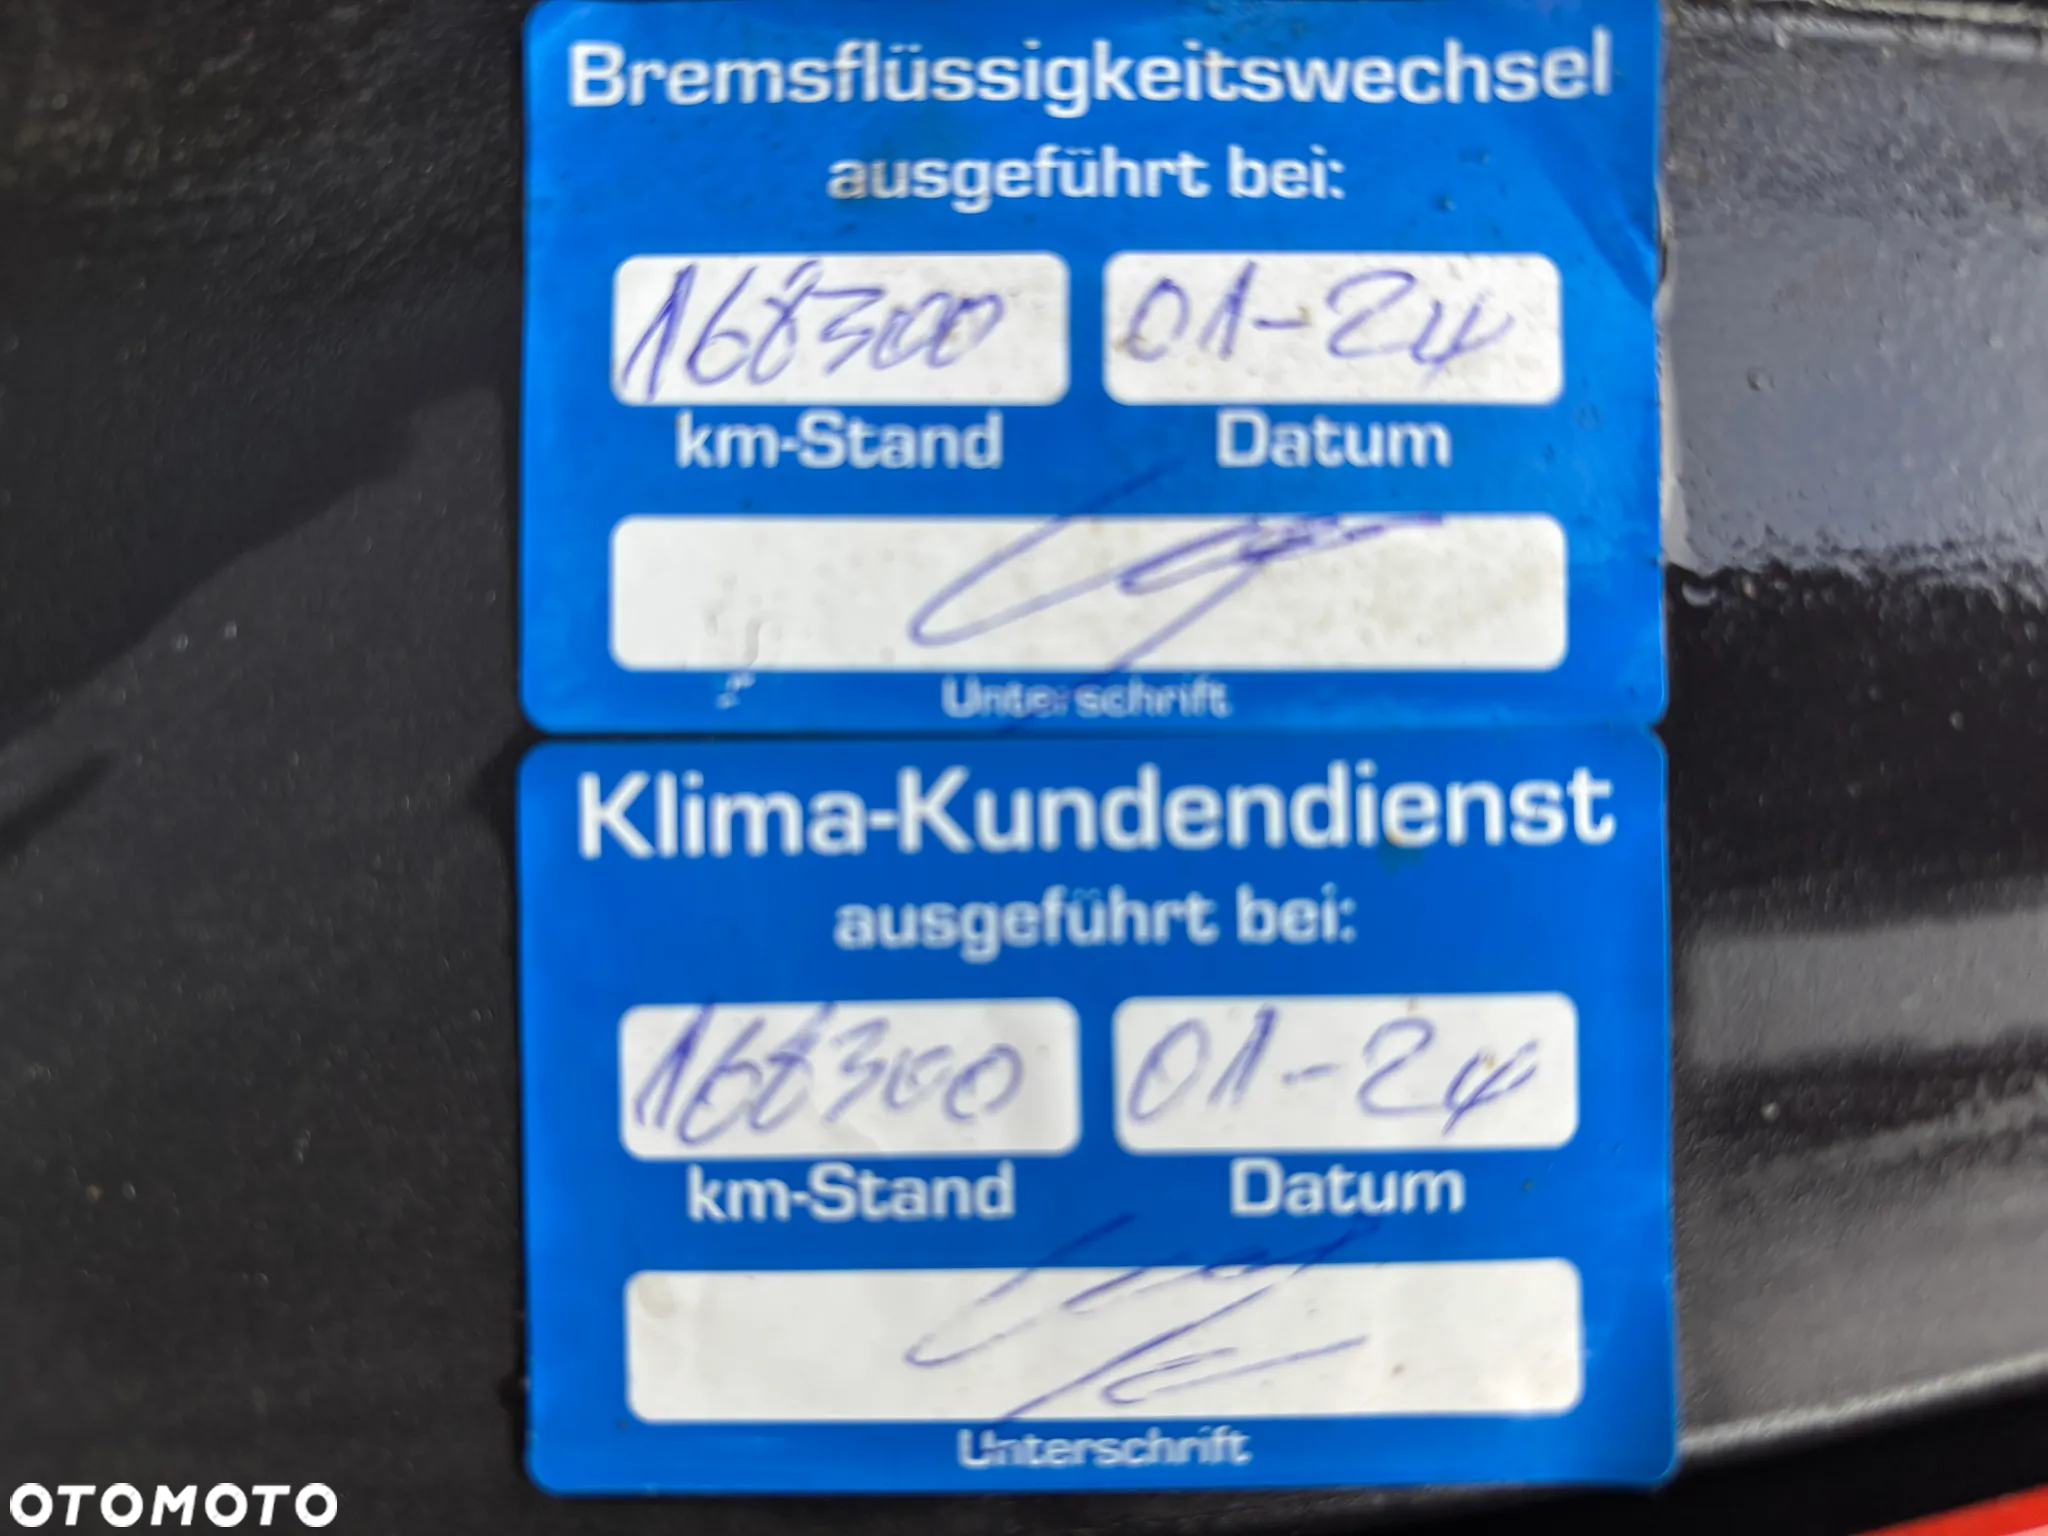 Bremsflüssigkeitswechsel
ausgeführt bei:
168300 01-24
km-Stand Datum
Unterschrift
Klima-Kundendienst
ausgeführt bei:
168300 01-24
km-Stand Datum
Unterschrift
OTOMOTO